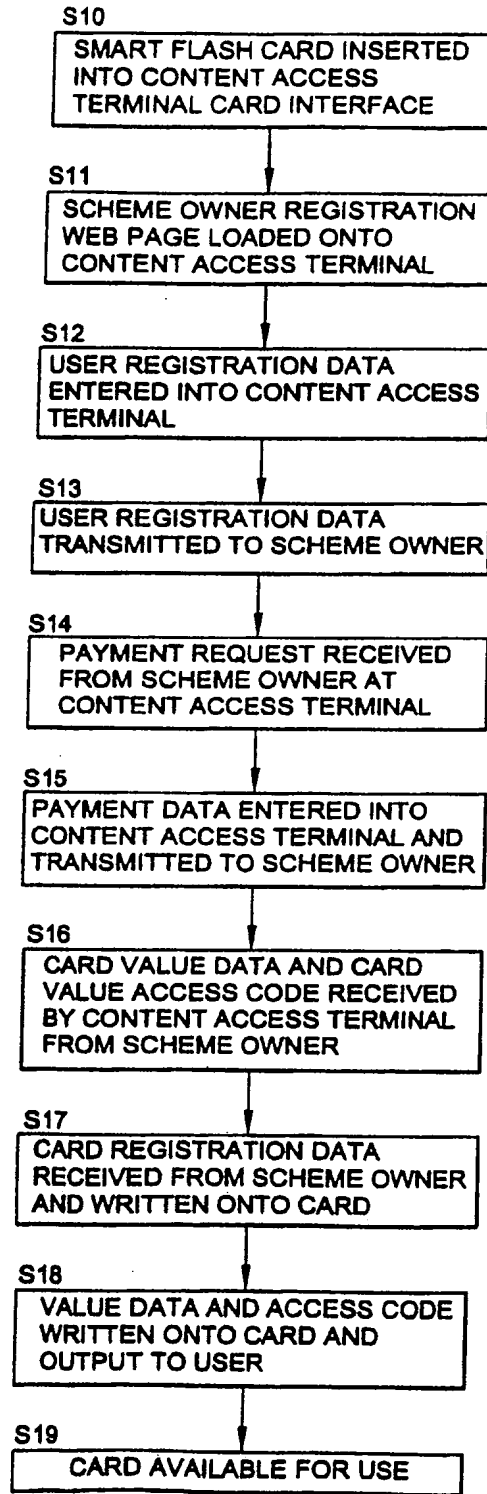 S10
SMART FLASH CARD INSERTED
INTO CONTENT ACCESS
TERMINAL CARD INTERFACE
S11
SCHEME OWNER REGISTRATION
WEB PAGE LOADED ONTO
CONTENT ACCESS TERMINAL
S12
USER REGISTRATION DATA
ENTERED INTO CONTENT ACCESS
TERMINAL
S13
USER REGISTRATION DATA
TRANSMITTED TO SCHEME OWNER
S14
PAYMENT REQUEST RECEIVED
FROM SCHEME OWNER AT
CONTENT ACCESS TERMINAL
S15
PAYMENT DATA ENTERED INTO
CONTENT ACCESS TERMINAL AND
TRANSMITTED TO SCHEME OWNER
S16
CARD VALUE DATA AND CARD
VALUE ACCESS CODE RECEIVED
BY CONTENT ACCESS TERMINAL
FROM SCHEME OWNER
S17
CARD REGISTRATION DATA
RECEIVED FROM SCHEME OWNER
AND WRITTEN ONTO CARD
S18
VALUE DATA AND ACCESS CODE
WRITTEN ONTO CARD AND
OUTPUT TO USER
S19
CARD AVAILABLE FOR USE